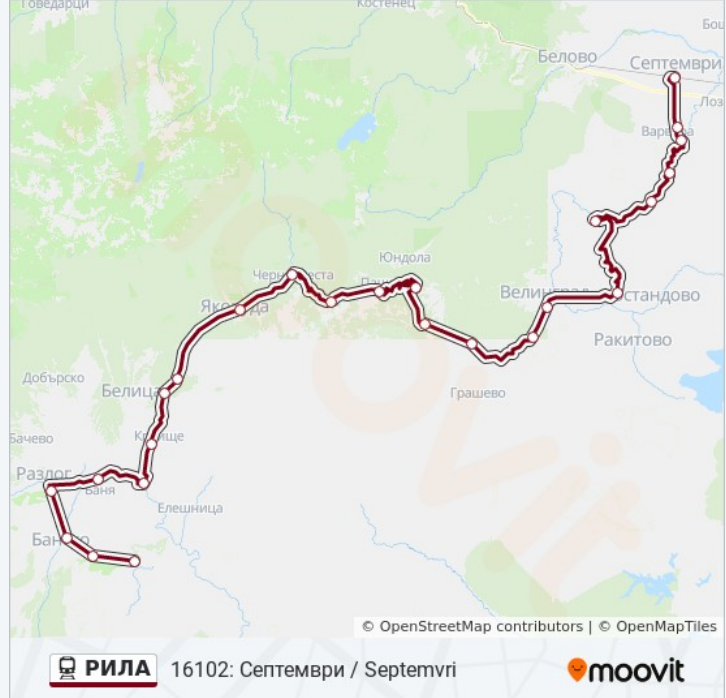 Говедарци
Костенец
Белово
Септември
Варвара
Юндола
Якоруда
Велинград
Костандово
Ракитово
Добърско
Белица
Грашево
Бачево
Разлог
Баня
Елешница
Банско
© OpenStreetMap contributors | © OpenMapTiles
РИЛА 16102: Септември / Septemvri
moovit